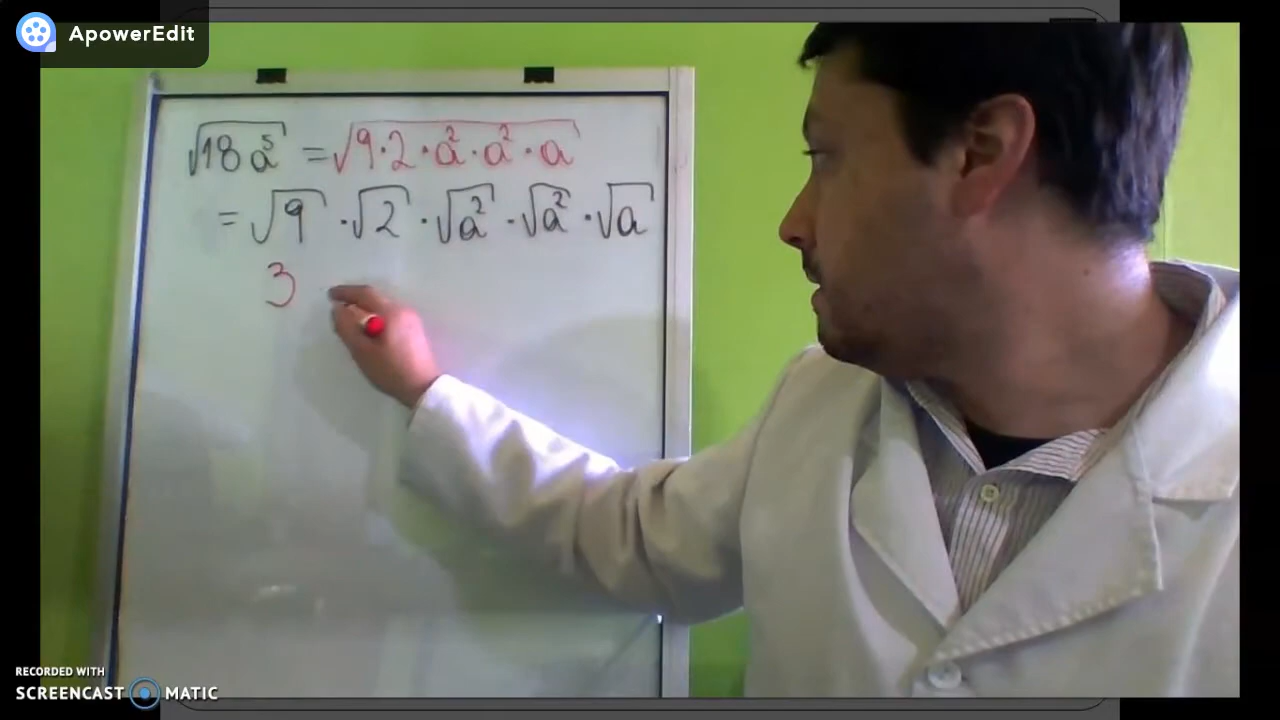 ApowerEdit
√18a⁵ = √9·2·a²·a²·a
= √9 · √2 · √a² · √a² · √a
3
RECORDED WITH
SCREENCAST MATIC